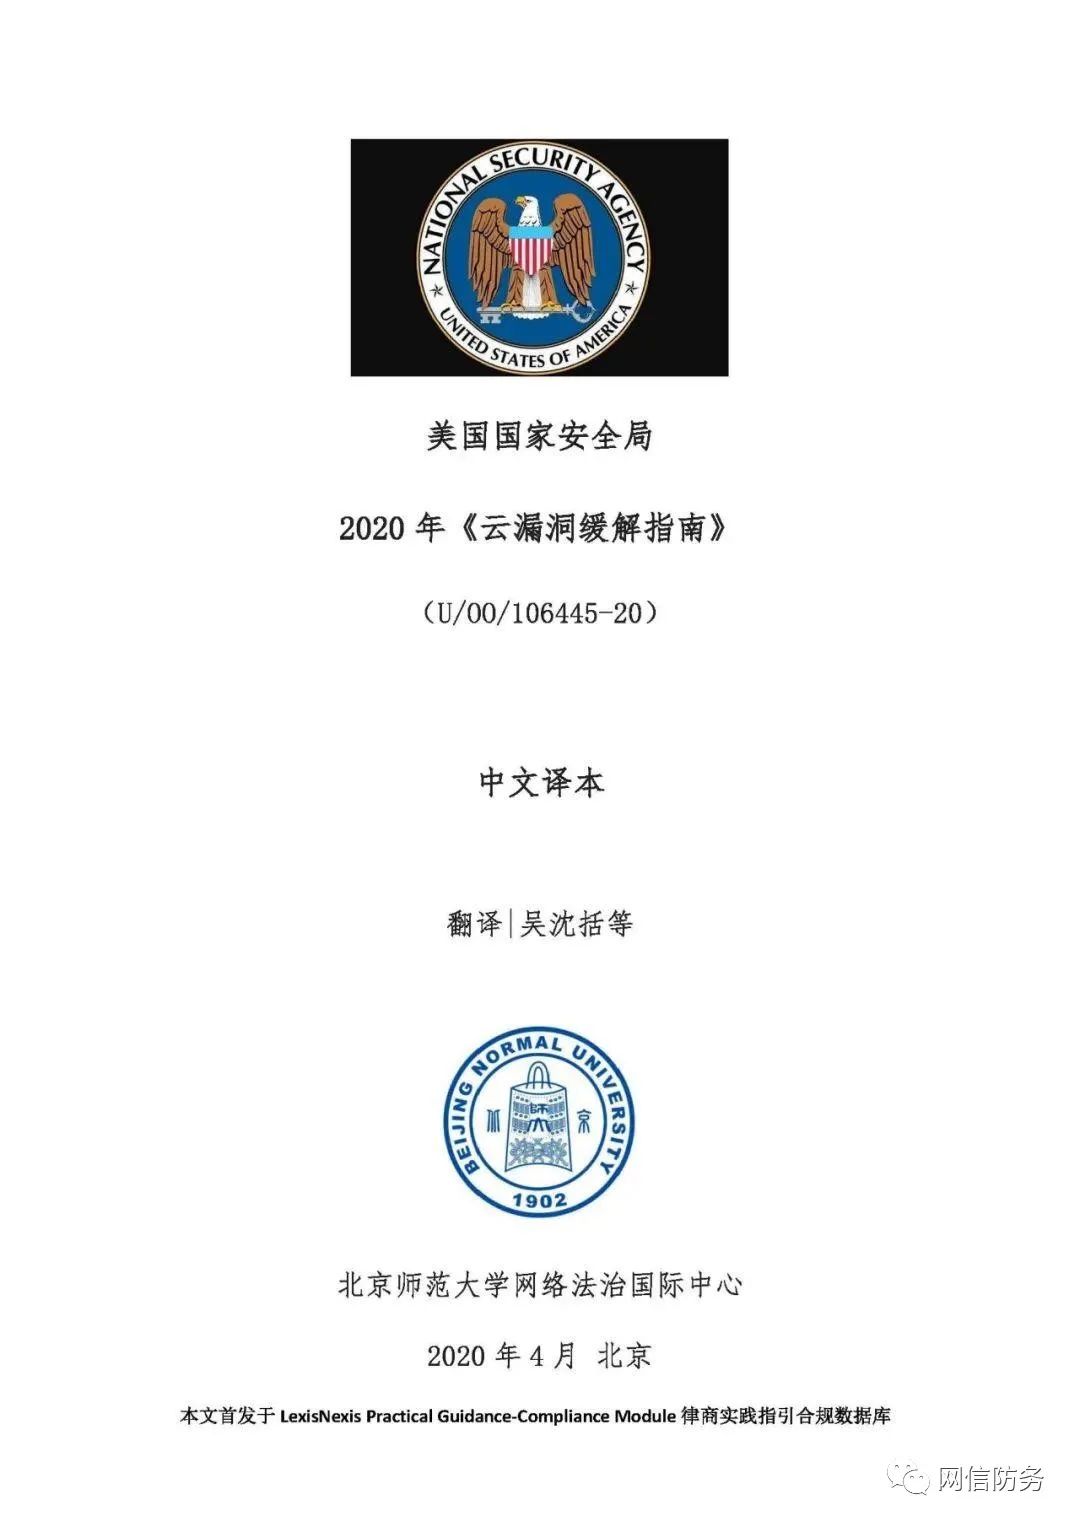 NATIONAL SECURITY AGENCY
UNITED STATES OF AMERICA
美国国家安全局
2020 年《云漏洞缓解指南》
（U/OO/106445-20）
中文译本
翻译|吴沈括等
BEIJING NORMAL UNIVERSITY
師大
京
1902
北京师范大学网络法治国际中心
2020 年 4 月 北京
本文首发于 LexisNexis Practical Guidance-Compliance Module 律商实践指引合规数据库
网信防务